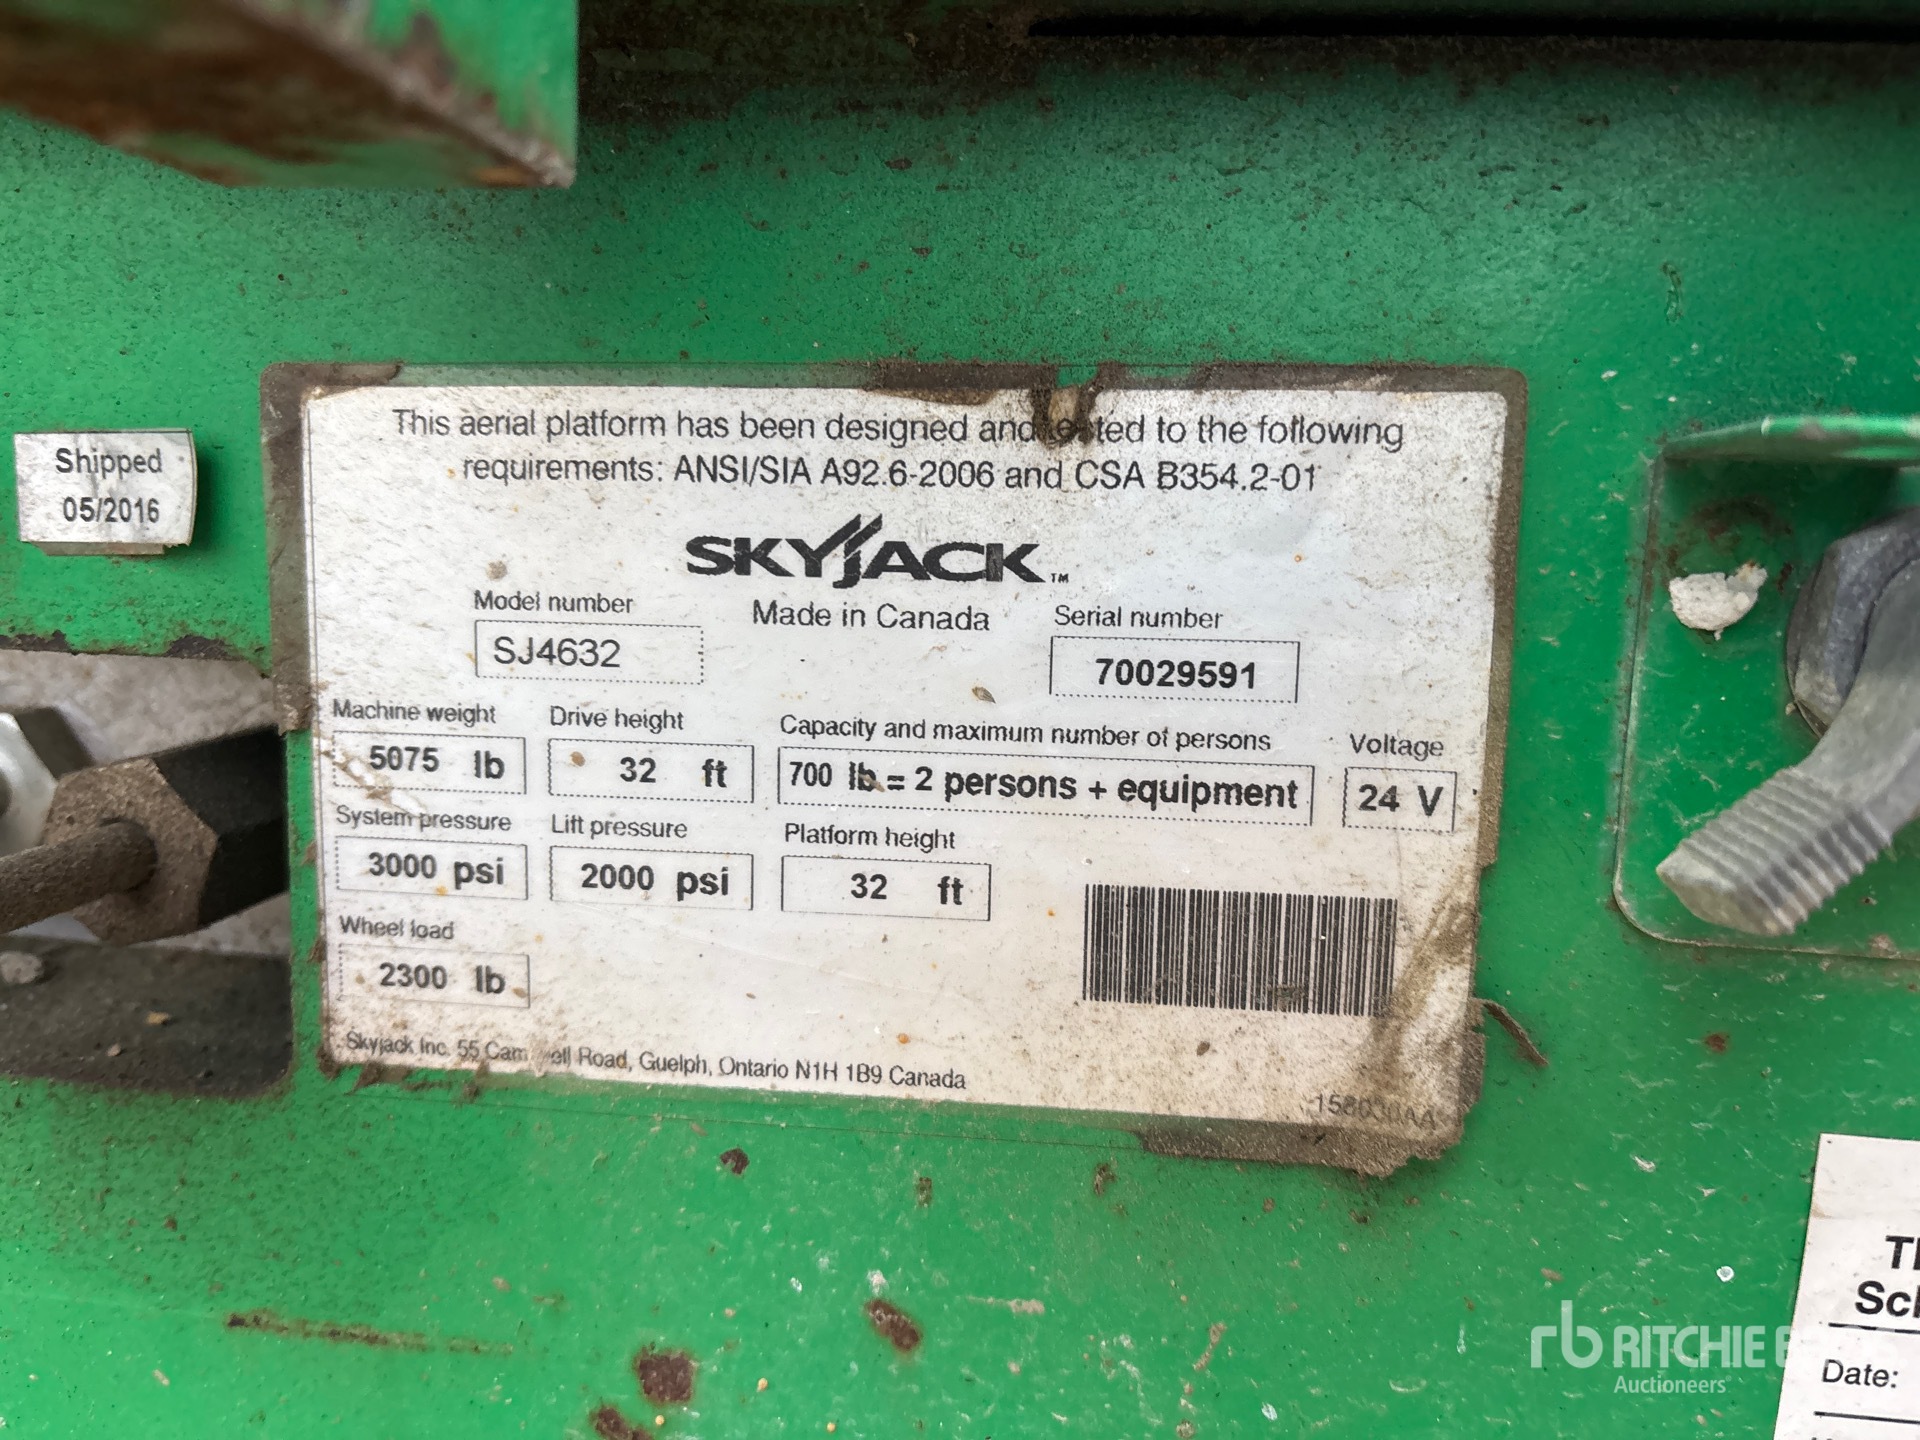 Shipped
05/2016
This aerial platform has been designed and tested to the following
requirements: ANSI/SIA A92.6-2006 and CSA B354.2-01
SKYJACK TM
Made in Canada
Model number
SJ4632
Serial number
70029591
Machine weight
5075 lb
Drive height
32 ft
Capacity and maximum number of persons
700 lb = 2 persons + equipment
Voltage
24 V
System pressure
3000 psi
Lift pressure
2000 psi
Platform height
32 ft
Wheel load
2300 lb
Skyjack Inc. 55 Road, Guelph, Ontario N1H 1B9 Canada
158030AA
Date:
rb RITCHIE
Auctioneers